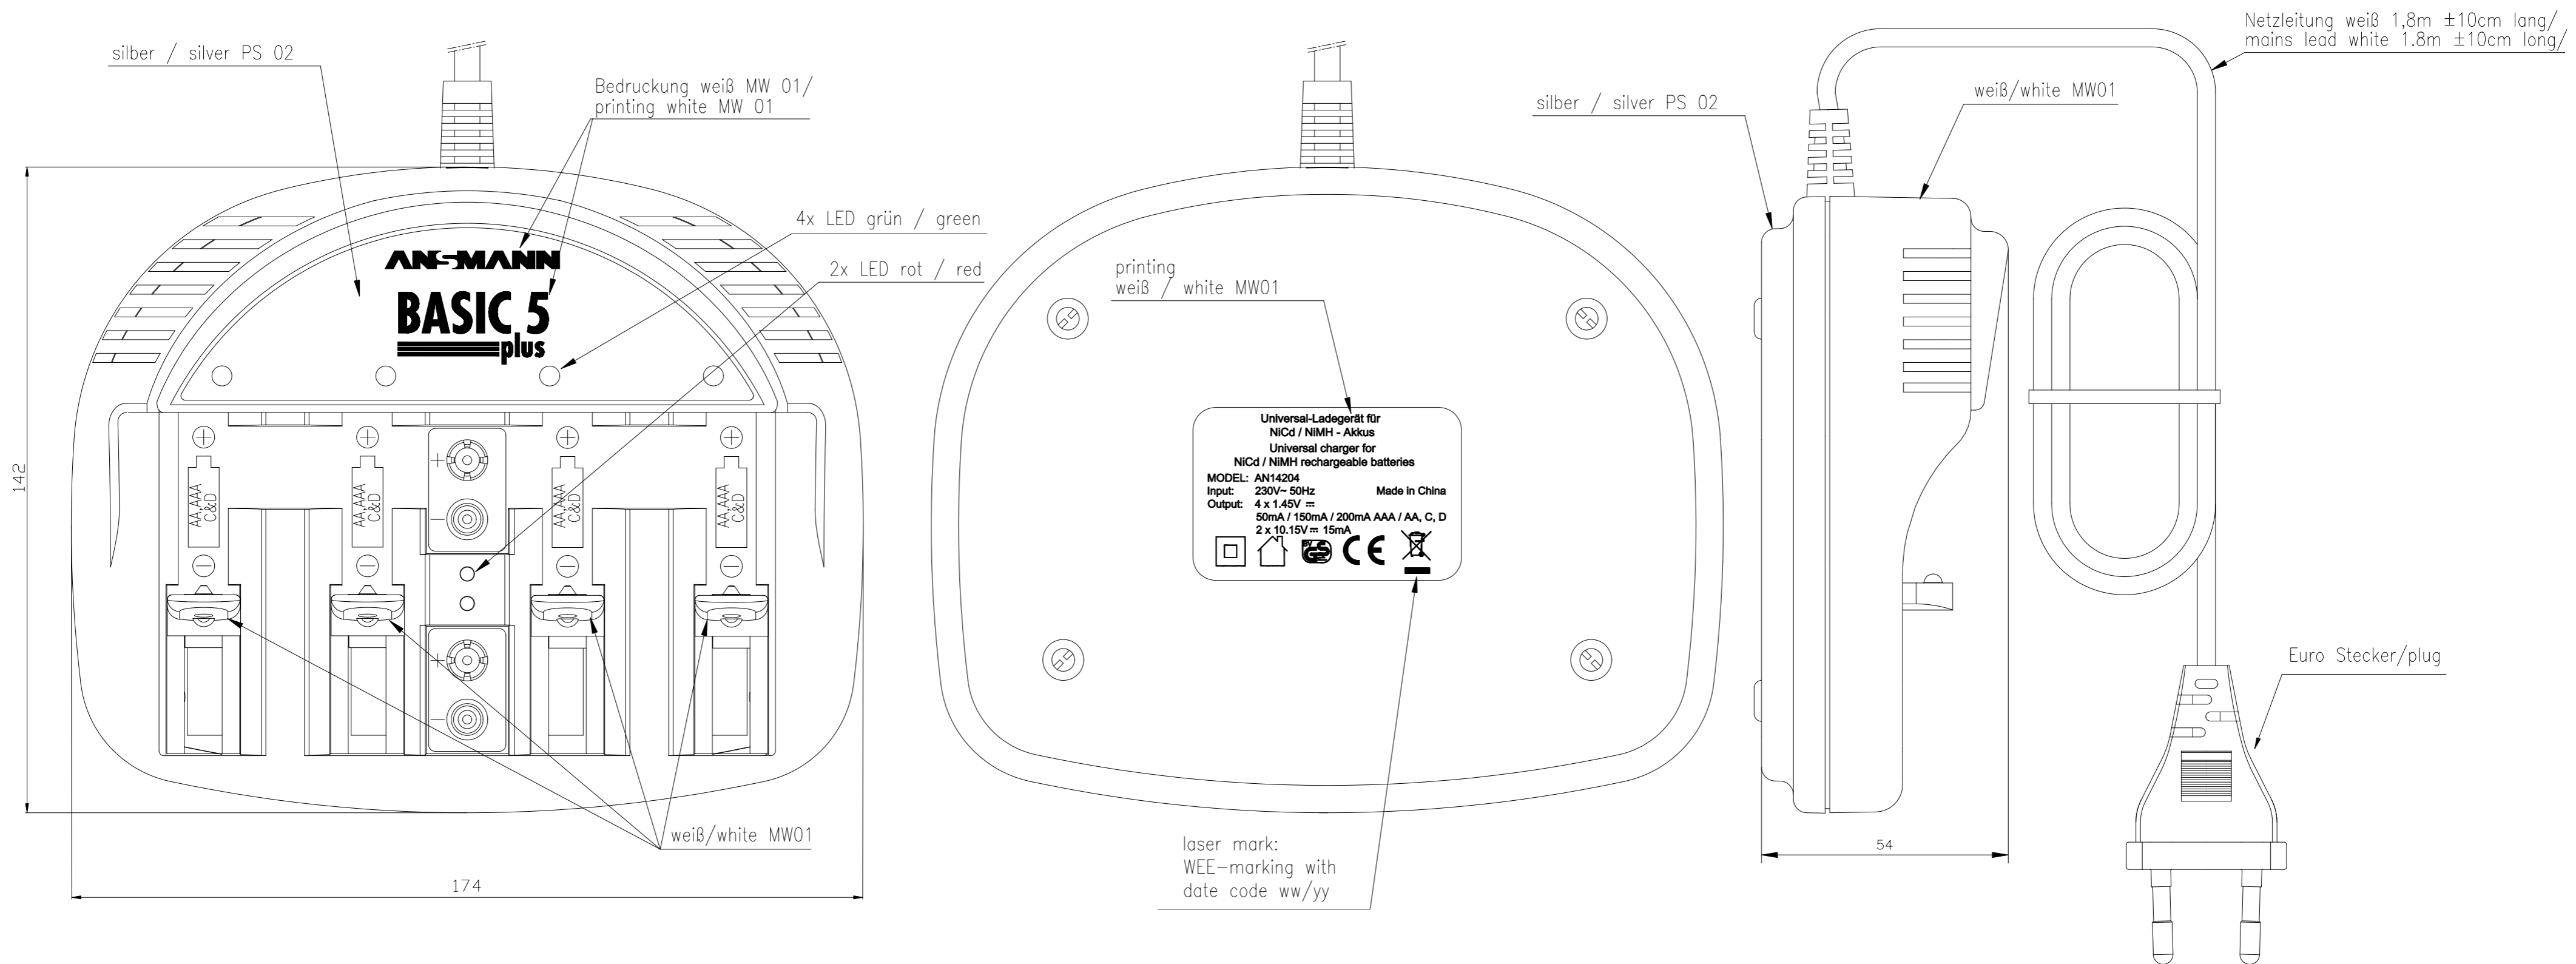 silber / silver PS 02
Bedruckung weiß MW 01/
printing white MW 01
4x LED grün / green
2x LED rot / red
ANSMANN
BASIC 5
plus
AA,AAA
C&D
AA,AAA
C&D
AA,AAA
C&D
AA,AAA
C&D
+
−
+
−
weiß/white MW01
142
174
printing
weiß / white MW01
Universal-Ladegerät für
NiCd / NiMH - Akkus
Universal charger for
NiCd / NiMH rechargeable batteries
MODEL: AN14204
Input: 230V~ 50Hz Made in China
Output: 4 x 1.45V ⎓
50mA / 150mA / 200mA AAA / AA, C, D
2 x 10.15V ⎓ 15mA
GS CE
laser mark:
WEE-marking with
date code ww/yy
silber / silver PS 02
weiß/white MW01
Netzleitung weiß 1,8m ±10cm lang/
mains lead white 1.8m ±10cm long/
Euro Stecker/plug
54